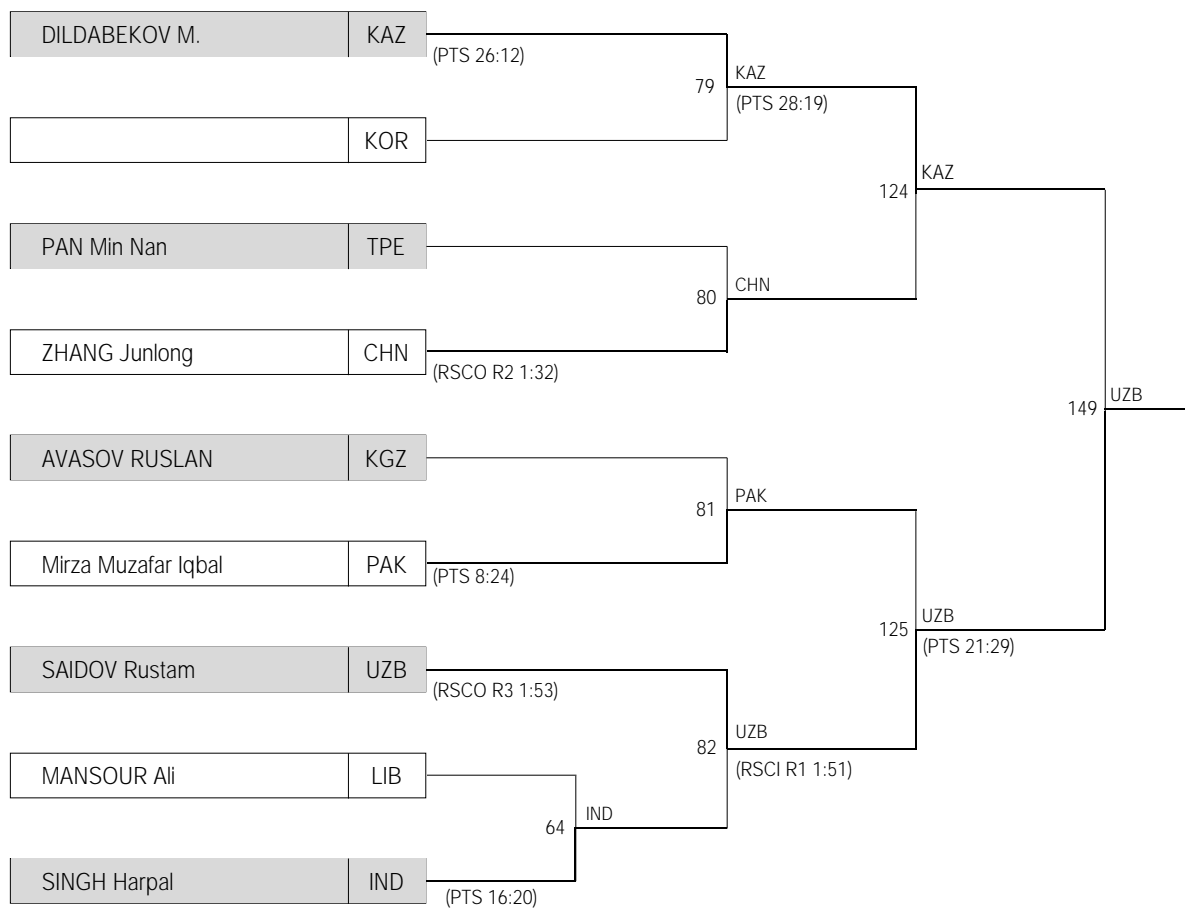 DILDABEKOV M. KAZ
(PTS 26:12)
79 KAZ
(PTS 28:19)
KOR
124 KAZ
PAN Min Nan TPE
80 CHN
ZHANG Junlong CHN
(RSCO R2 1:32)
149 UZB
AVASOV RUSLAN KGZ
81 PAK
Mirza Muzafar Iqbal PAK
(PTS 8:24)
125 UZB
(PTS 21:29)
SAIDOV Rustam UZB
(RSCO R3 1:53)
82 UZB
(RSCI R1 1:51)
MANSOUR Ali LIB
64 IND
SINGH Harpal IND
(PTS 16:20)